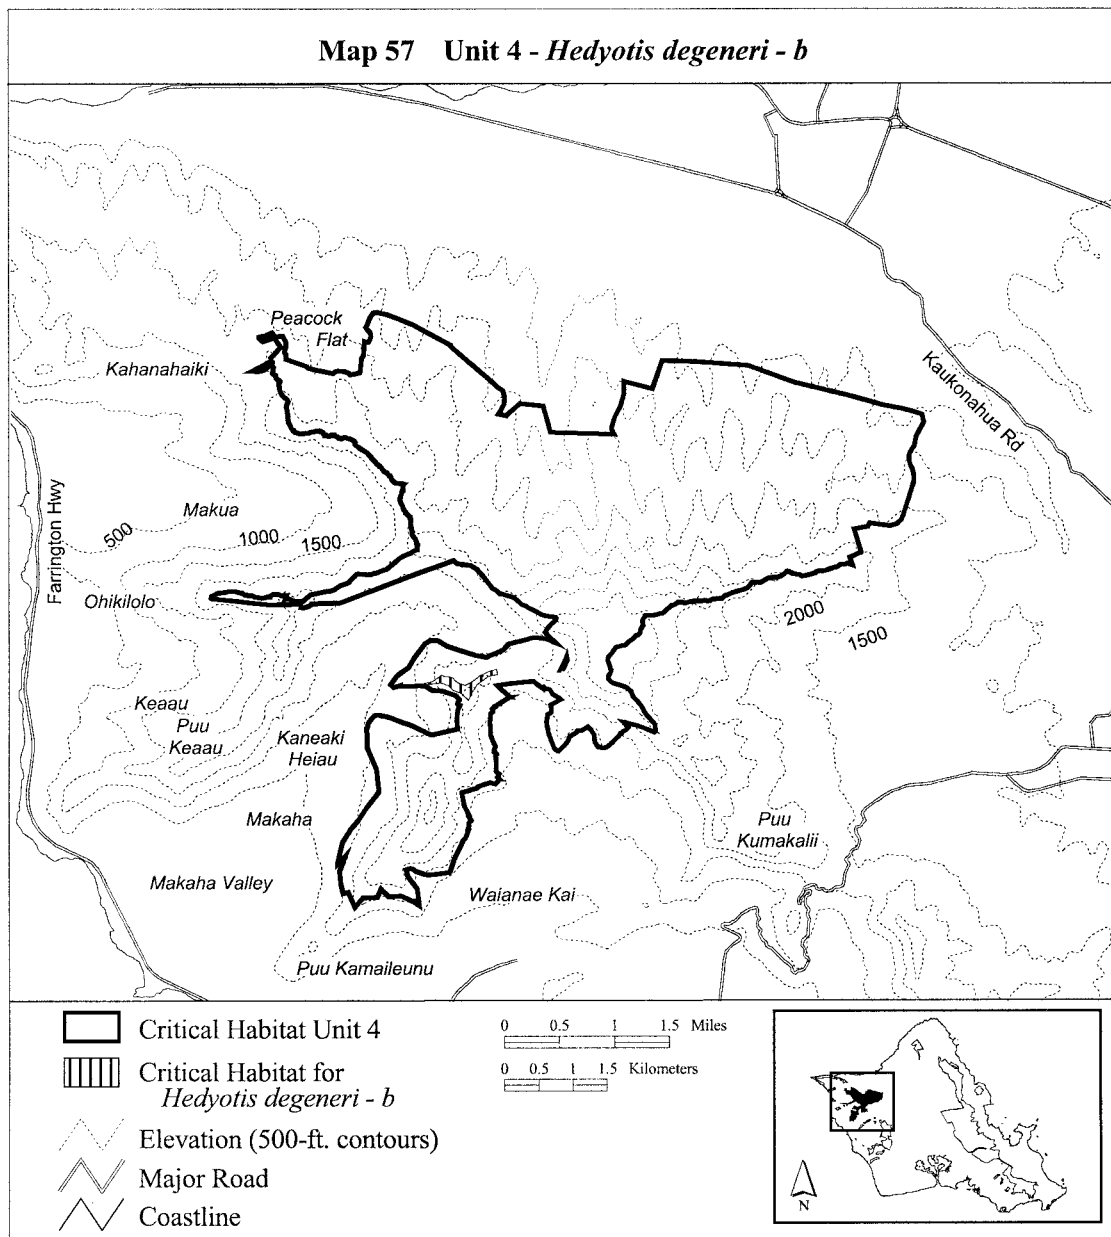 Map 57 Unit 4 - Hedyotis degeneri - b
Peacock
Flat
Kahanahaiki
Kaukonahua Rd
Farrington Hwy
Makua
500
1000
1500
Ohikilolo
2000
1500
Keaau
Puu
Keaau
Kaneaki
Heiau
Makaha
Puu
Kumakalii
Makaha Valley
Waianae Kai
Puu Kamaileunu
Critical Habitat Unit 4
Critical Habitat for
Hedyotis degeneri - b
Elevation (500-ft. contours)
Major Road
Coastline
0 0.5 1 1.5 Miles
0 0.5 1 1.5 Kilometers
N